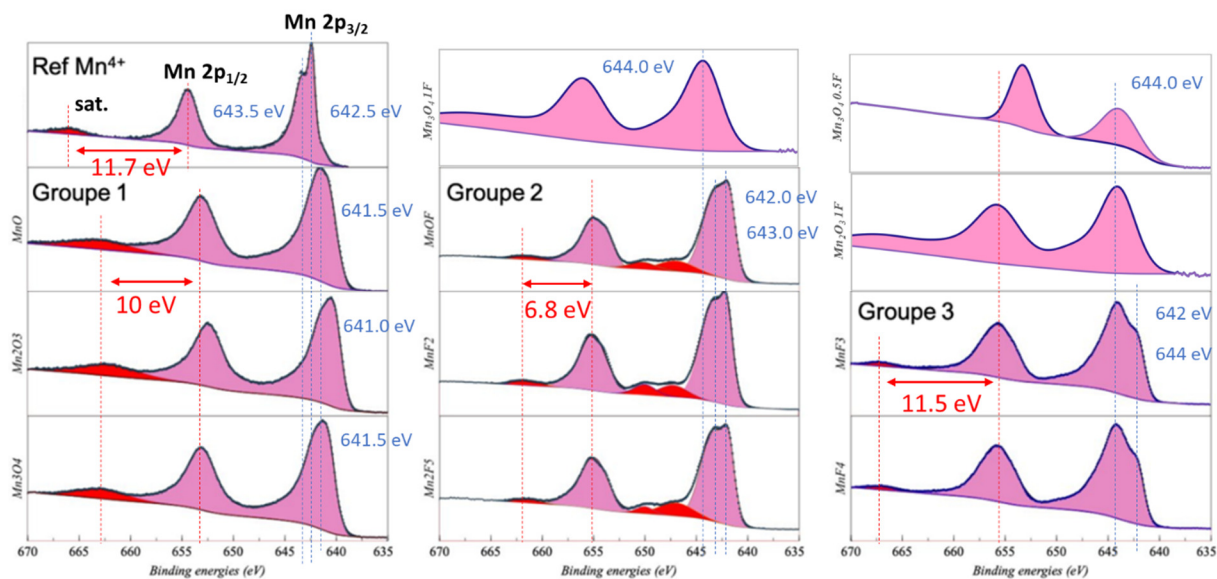 Ref Mn⁴⁺
sat.
Mn 2p₁/₂
Mn 2p₃/₂
643.5 eV
642.5 eV
11.7 eV
Groupe 1
MnO
641.5 eV
10 eV
Mn2O3
641.0 eV
Mn3O4
641.5 eV
670 665 660 655 650 645 640 635
Binding energies (eV)
Mn₃O₄ 1F
644.0 eV
Groupe 2
MnOF
642.0 eV
643.0 eV
6.8 eV
MnF2
Mn2F5
670 665 660 655 650 645 640 635
Binding energies (eV)
Mn₃O₄ 0.5F
644.0 eV
Mn₂O₃ 1F
Groupe 3
MnF3
642 eV
644 eV
11.5 eV
MnF4
670 665 660 655 650 645 640 635
Binding energies (eV)